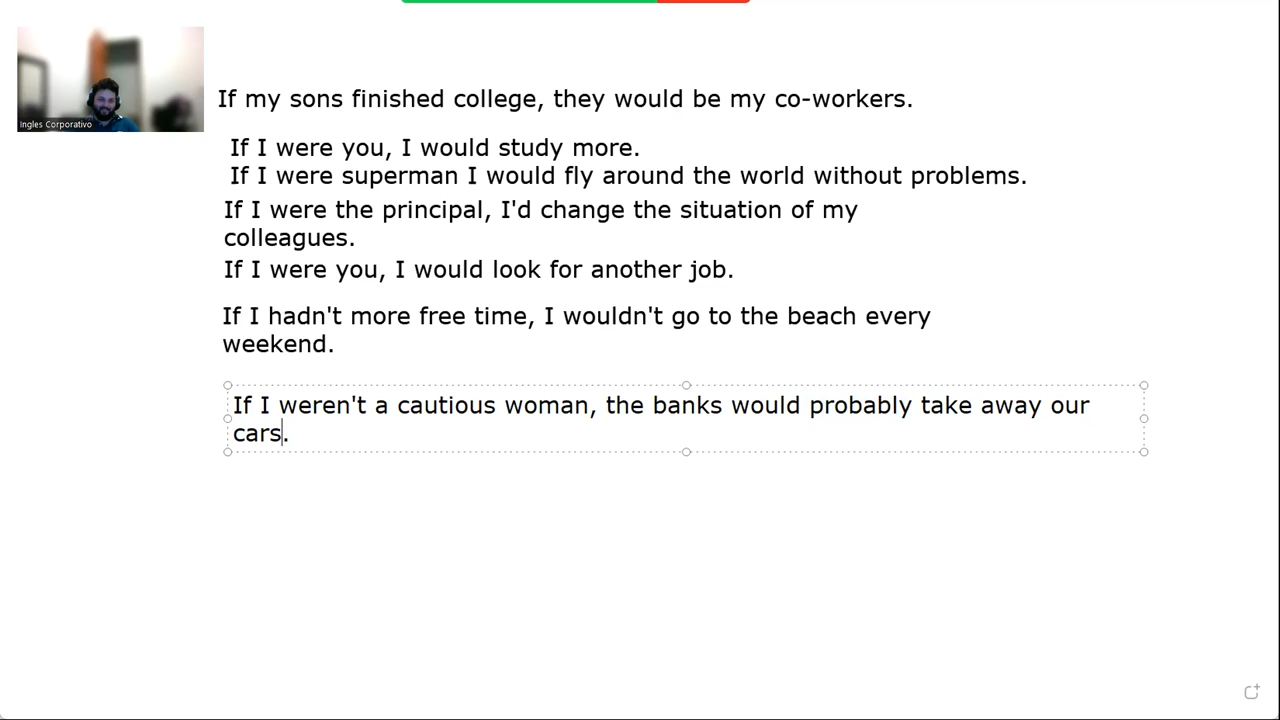 Ingles Corporativo
If my sons finished college, they would be my co-workers.
If I were you, I would study more.
If I were superman I would fly around the world without problems.
If I were the principal, I'd change the situation of my
colleagues.
If I were you, I would look for another job.
If I hadn't more free time, I wouldn't go to the beach every
weekend.
If I weren't a cautious woman, the banks would probably take away our
cars.